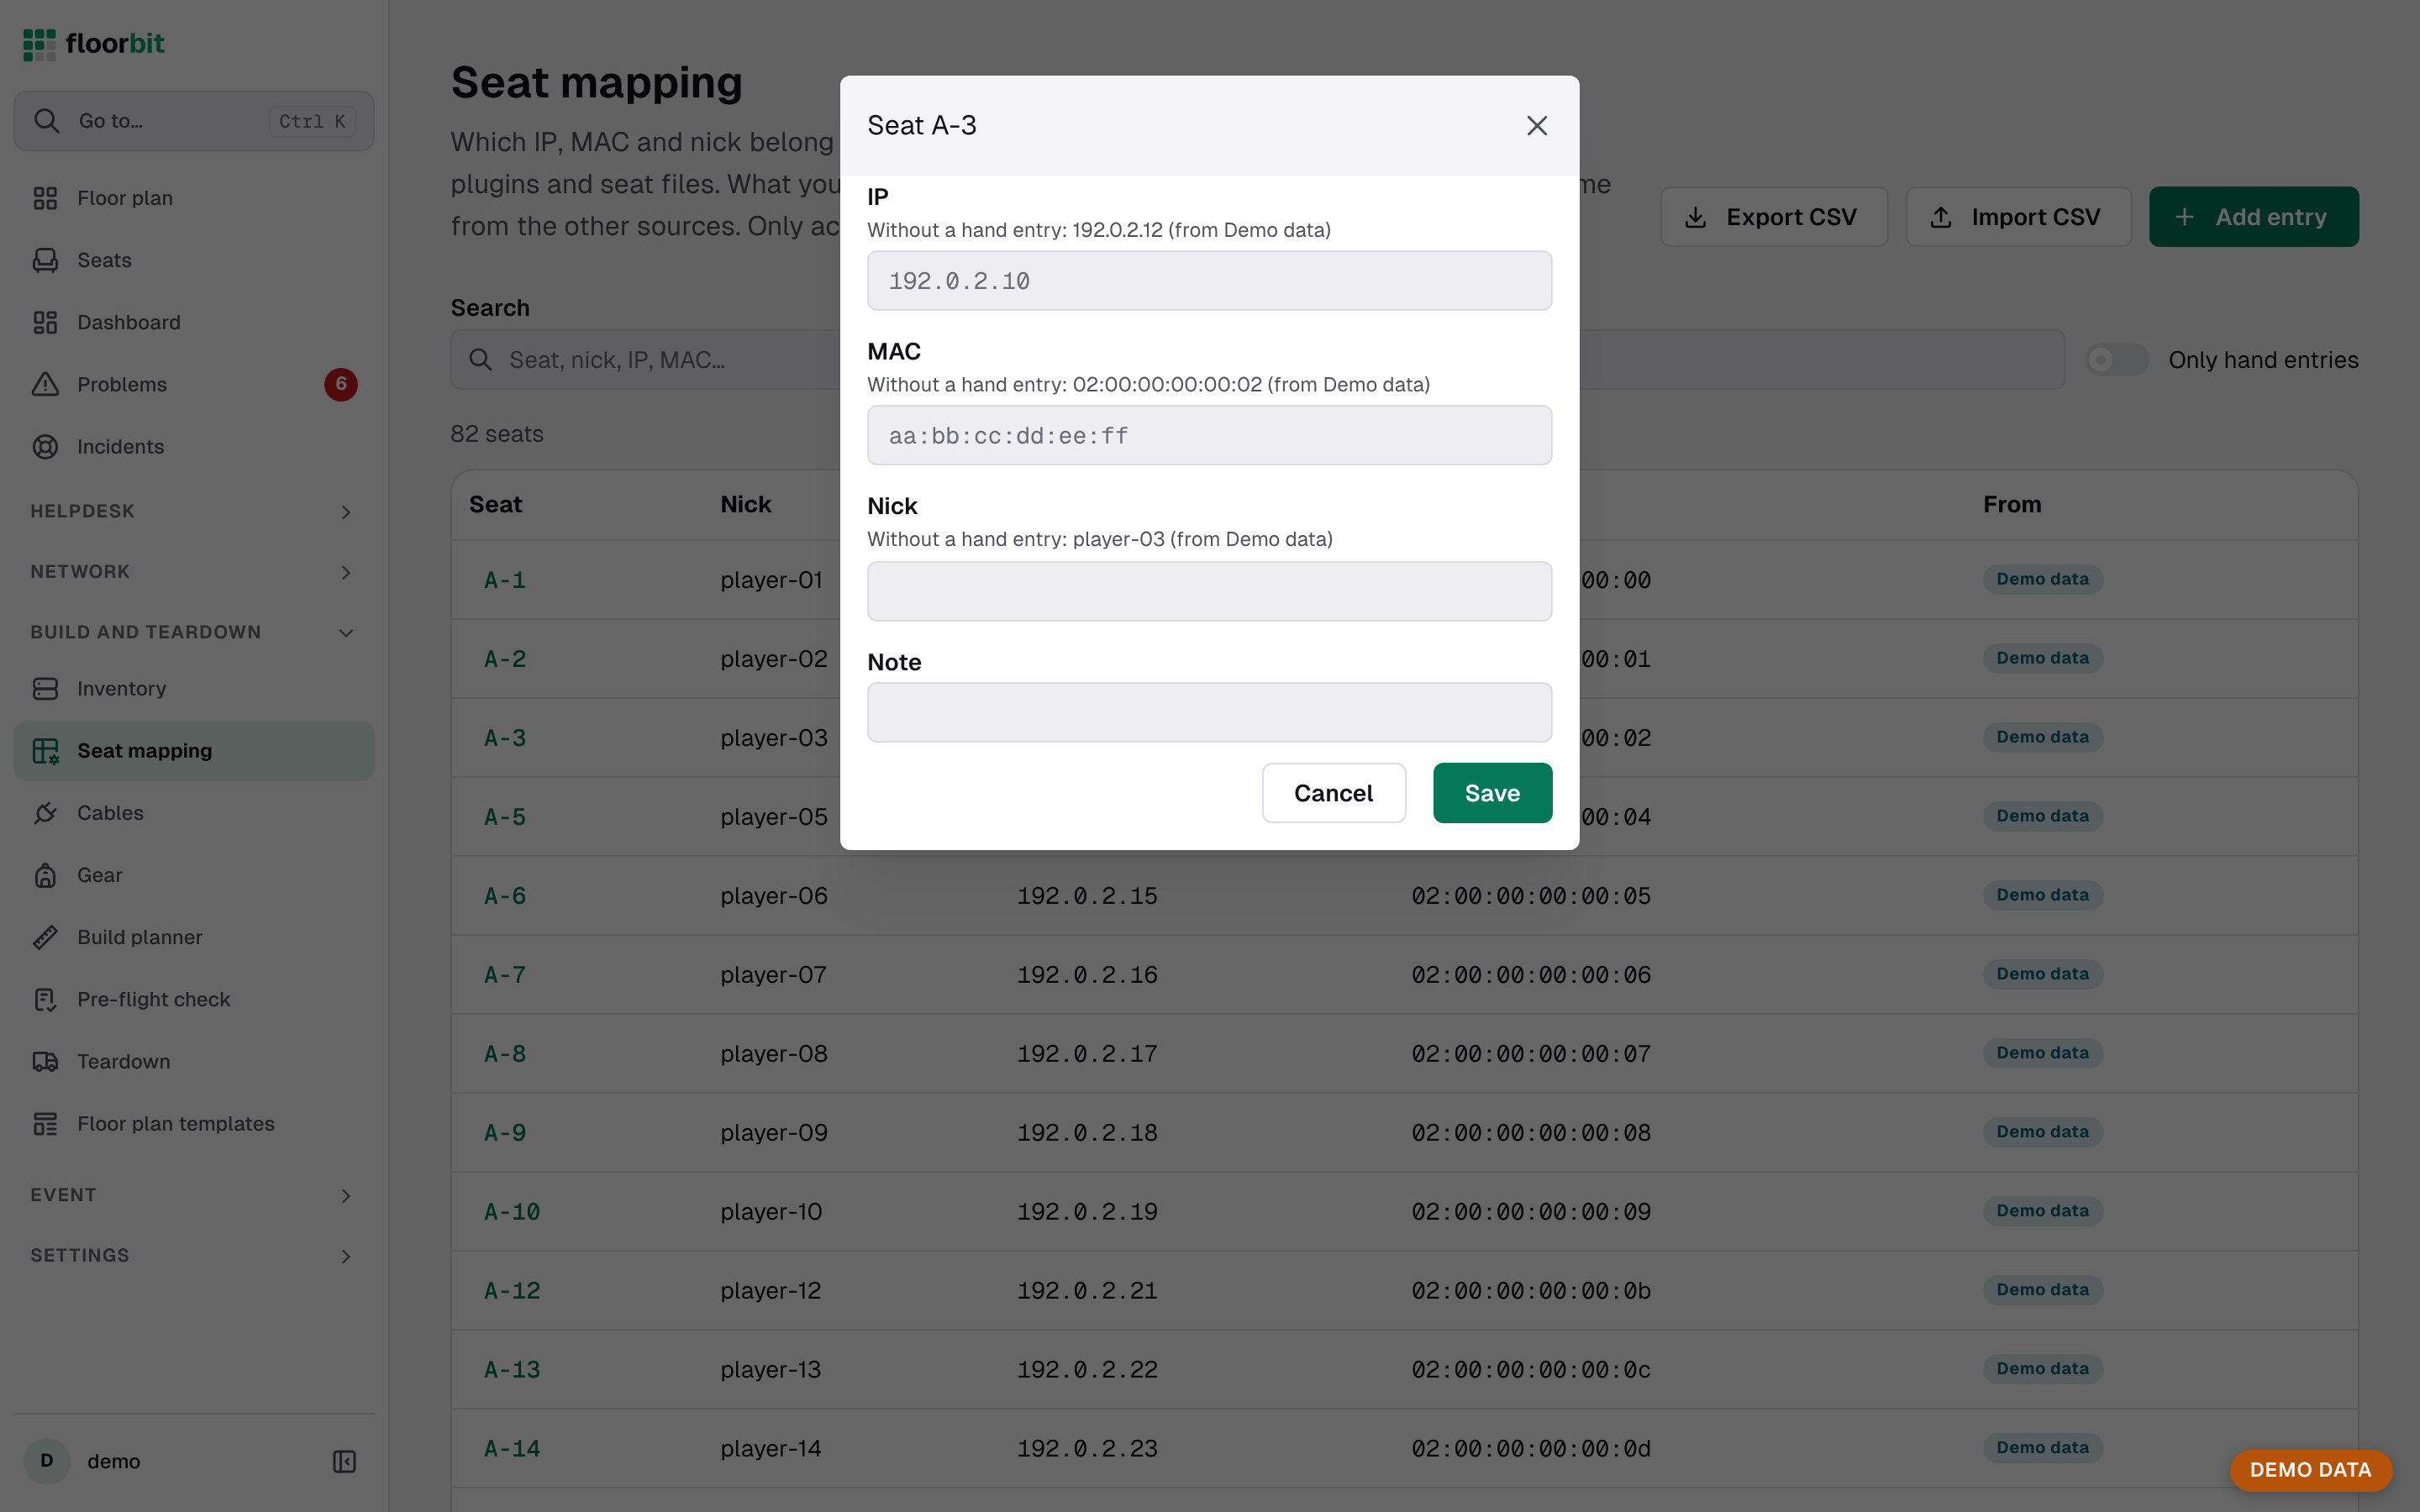 floorbit
Go to...
Ctrl K
Floor plan
Seats
Dashboard
Problems
6
Incidents
HELPDESK
NETWORK
BUILD AND TEARDOWN
Inventory
Seat mapping
Cables
Gear
Build planner
Pre-flight check
Teardown
Floor plan templates
EVENT
SETTINGS
D
demo
Seat mapping
Which IP, MAC and nick belong
plugins and seat files. What you
me
from the other sources. Only ac
Export CSV
Import CSV
Add entry
Search
Seat, nick, IP, MAC...
Only hand entries
82 seats
Seat Nick From
A-1 player-01 00:00 Demo data
A-2 player-02 00:01 Demo data
A-3 player-03 00:02 Demo data
A-5 player-05 00:04 Demo data
A-6 player-06 192.0.2.15 02:00:00:00:00:05 Demo data
A-7 player-07 192.0.2.16 02:00:00:00:00:06 Demo data
A-8 player-08 192.0.2.17 02:00:00:00:00:07 Demo data
A-9 player-09 192.0.2.18 02:00:00:00:00:08 Demo data
A-10 player-10 192.0.2.19 02:00:00:00:00:09 Demo data
A-12 player-12 192.0.2.21 02:00:00:00:00:0b Demo data
A-13 player-13 192.0.2.22 02:00:00:00:00:0c Demo data
A-14 player-14 192.0.2.23 02:00:00:00:00:0d Demo data
Seat A-3
IP
Without a hand entry: 192.0.2.12 (from Demo data)
192.0.2.10
MAC
Without a hand entry: 02:00:00:00:00:02 (from Demo data)
aa:bb:cc:dd:ee:ff
Nick
Without a hand entry: player-03 (from Demo data)
Note
Cancel
Save
DEMO DATA